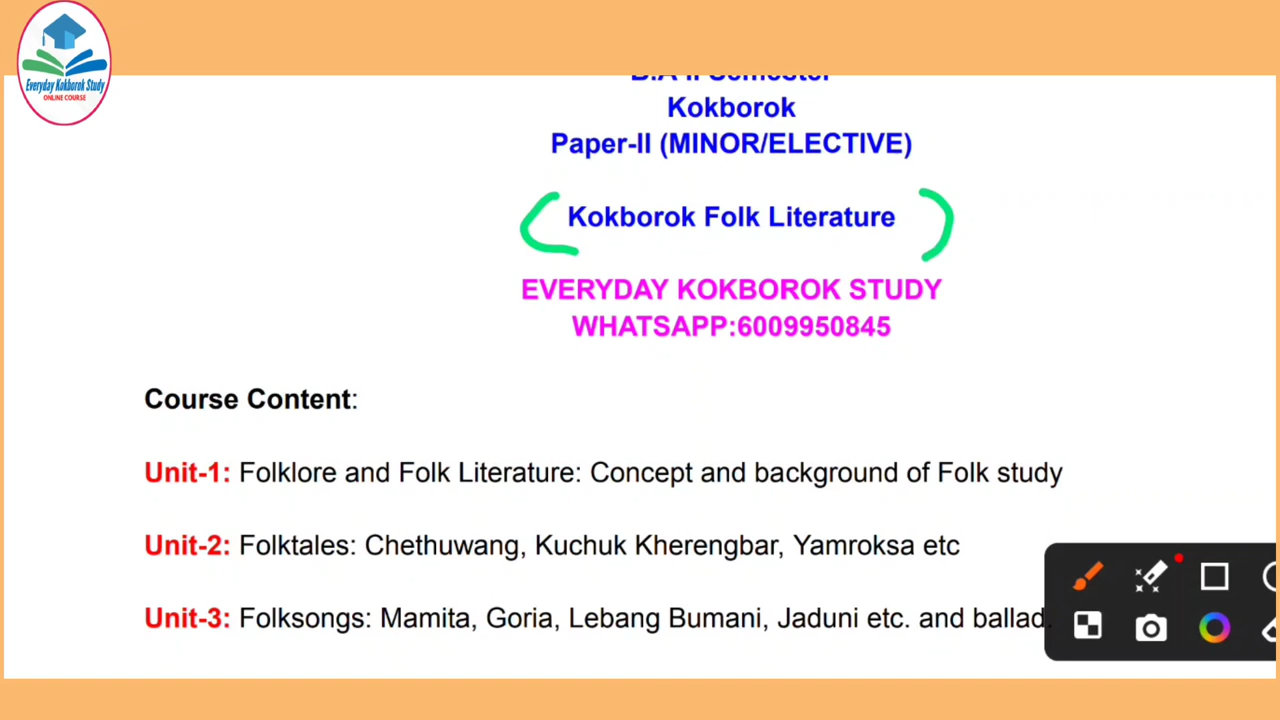 Everyday Kokborok Study
ONLINE COURSE
B.A II Semester
Kokborok
Paper-II (MINOR/ELECTIVE)
Kokborok Folk Literature
EVERYDAY KOKBOROK STUDY
WHATSAPP:6009950845
Course Content:
Unit-1: Folklore and Folk Literature: Concept and background of Folk study
Unit-2: Folktales: Chethuwang, Kuchuk Kherengbar, Yamroksa etc
Unit-3: Folksongs: Mamita, Goria, Lebang Bumani, Jaduni etc. and ballad.